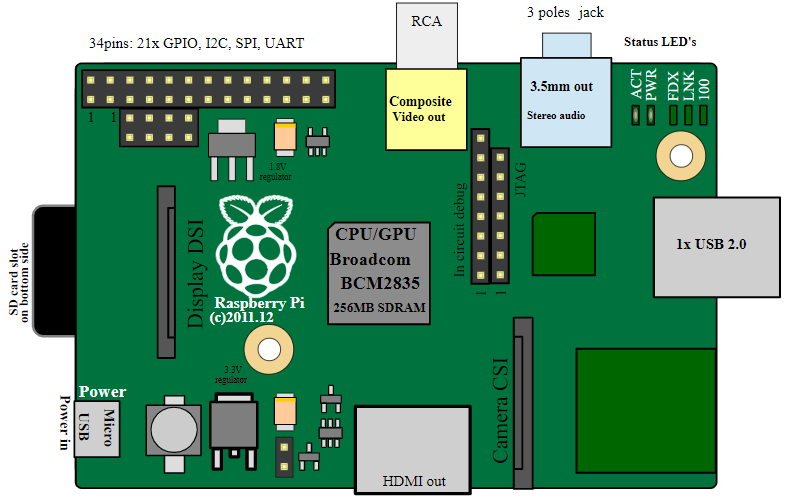 RCA
3 poles jack
Status LED's
34pins: 21x GPIO, I2C, SPI, UART
ACT
PWR
FDX
LNK
100
3.5mm out
Stereo audio
Composite
Video out
1
1
1.8V
regulator
JTAG
In circuit debug
1
1
Display DSI
CPU/GPU
Broadcom
BCM2835
256MB SDRAM
1x USB 2.0
SD card slot
on bottom side
Raspberry Pi
(c)2011.12
3.3V
regulator
Camera CSI
Power
Power in
Micro
USB
HDMI out